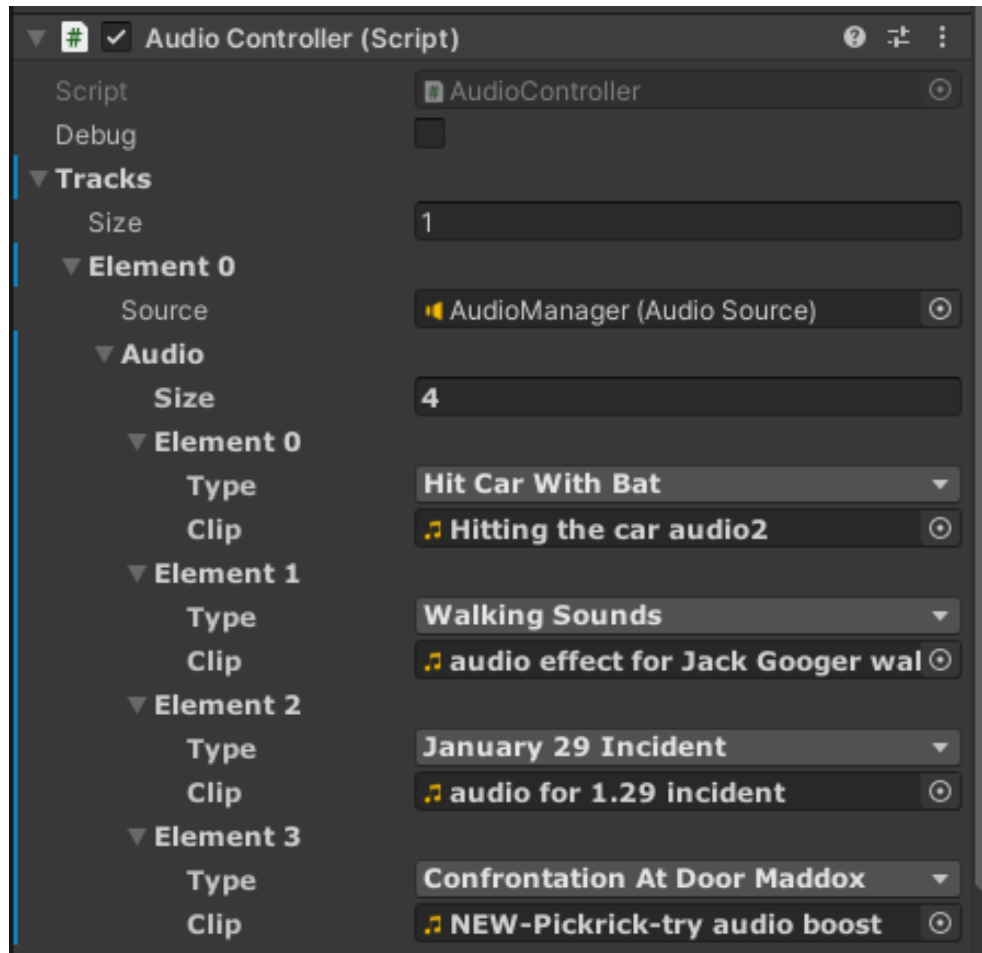 Audio Controller (Script)
Script AudioController
Debug
Tracks
Size 1
Element 0
Source AudioManager (Audio Source)
Audio
Size 4
Element 0
Type Hit Car With Bat
Clip Hitting the car audio2
Element 1
Type Walking Sounds
Clip audio effect for Jack Googer wal
Element 2
Type January 29 Incident
Clip audio for 1.29 incident
Element 3
Type Confrontation At Door Maddox
Clip NEW-Pickrick-try audio boost